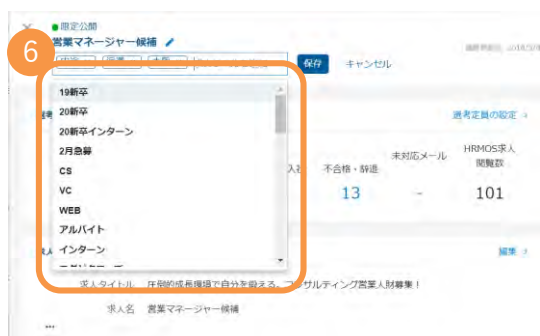 限定公開
営業マネージャー候補
6
保存 キャンセル
19新卒
20新卒
20新卒インターン
2月急募
CS
VC
WEB
アルバイト
インターン
選考定員の設定
不合格・辞退
未対応メール
HRMOS求人
閲覧数
13
-
101
編集
求人タイトル 圧倒的成長環境で自分を鍛える。コンサルティング営業人財募集！
求人名 営業マネージャー候補
...